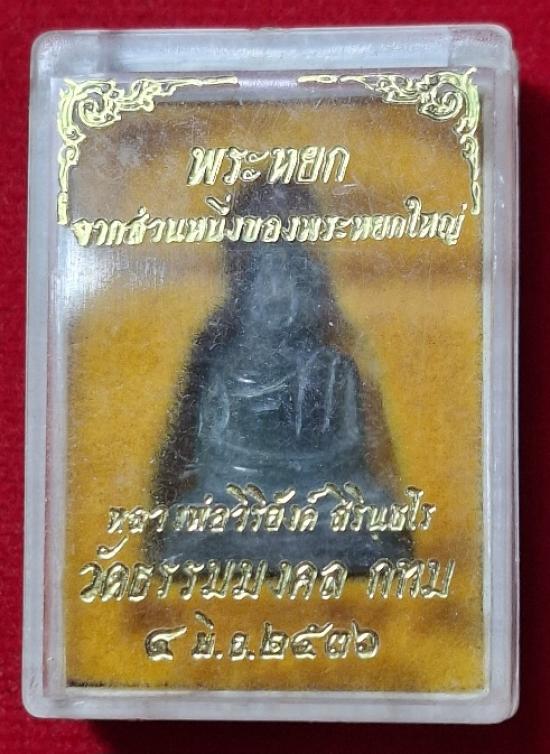 พระหยก
จากส่วนหนึ่งของพระหยกใหญ่
หลวงพ่อวิริยังค์ สิรินฺธโร
วัดธรรมมงคล กทม
๔ มิ.ย.๒๕๓๖